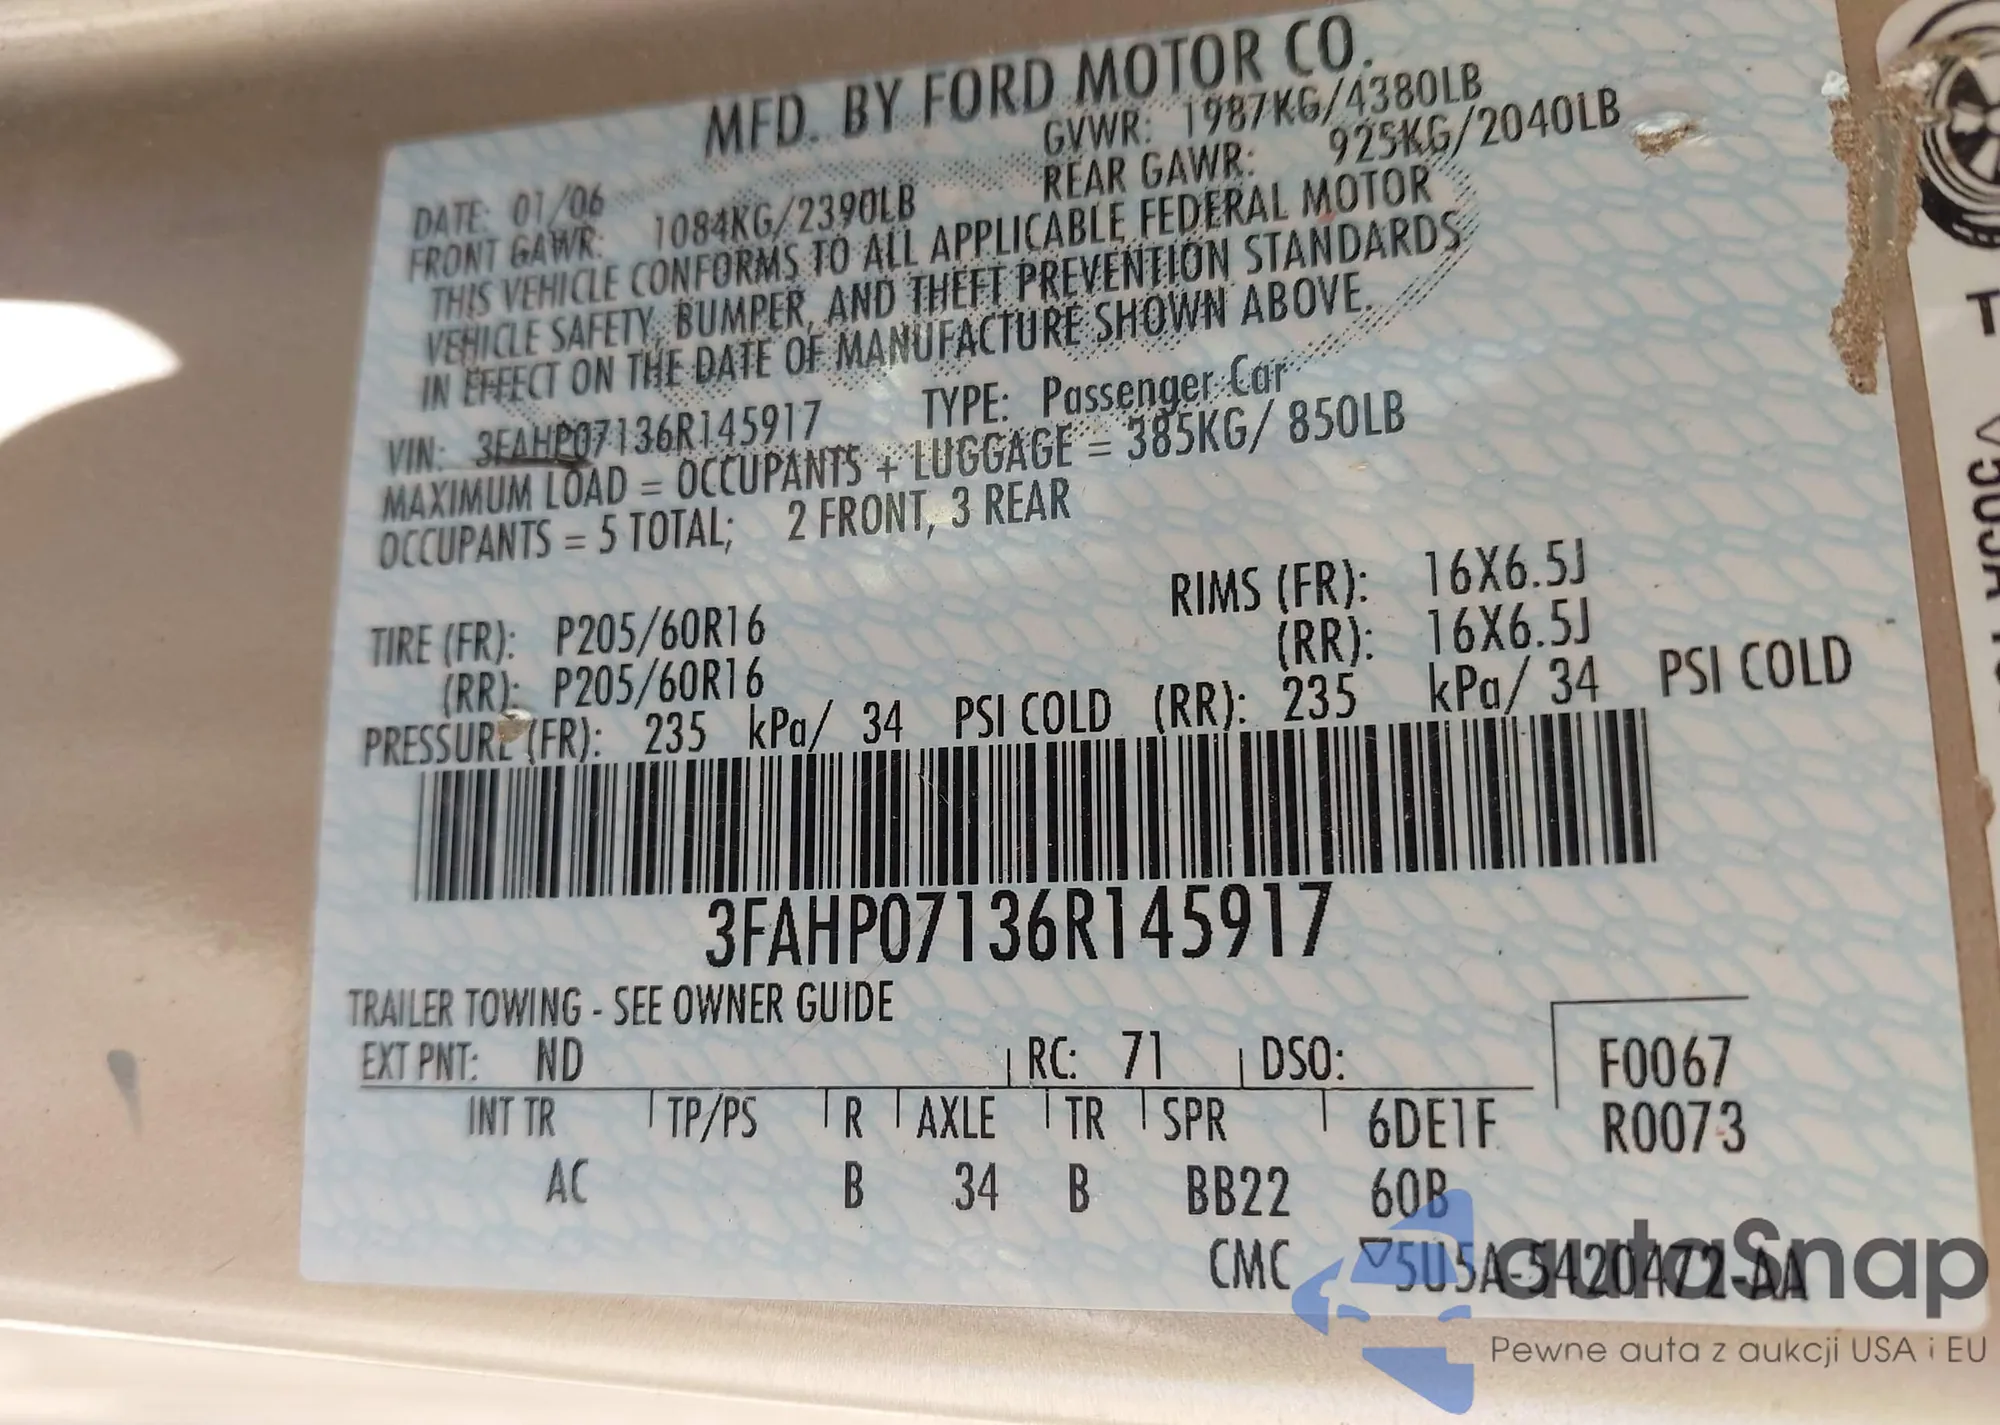 MFD. BY FORD MOTOR CO.
DATE: 01/06 GVWR: 1987KG/4380LB
FRONT GAWR: 1084KG/2390LB REAR GAWR: 925KG/2040LB
THIS VEHICLE CONFORMS TO ALL APPLICABLE FEDERAL MOTOR
VEHICLE SAFETY, BUMPER, AND THEFT PREVENTION STANDARDS
IN EFFECT ON THE DATE OF MANUFACTURE SHOWN ABOVE.
VIN: 3FAHP07136R145917 TYPE: Passenger Car
MAXIMUM LOAD = OCCUPANTS + LUGGAGE = 385KG/ 850LB
OCCUPANTS = 5 TOTAL; 2 FRONT, 3 REAR
TIRE (FR): P205/60R16 RIMS (FR): 16X6.5J
(RR): P205/60R16 (RR): 16X6.5J
PRESSURE (FR): 235 kPa/ 34 PSI COLD (RR): 235 kPa/ 34 PSI COLD
3FAHP07136R145917
TRAILER TOWING - SEE OWNER GUIDE
EXT PNT: ND RC: 71 DSO: F0067
INT TR TP/PS R AXLE TR SPR 6DE1F R0073
AC B 34 B BB22 60B
CMC ▽5U5A-5420472-AA
autoSnap
Pewne auta z aukcji USA i EU